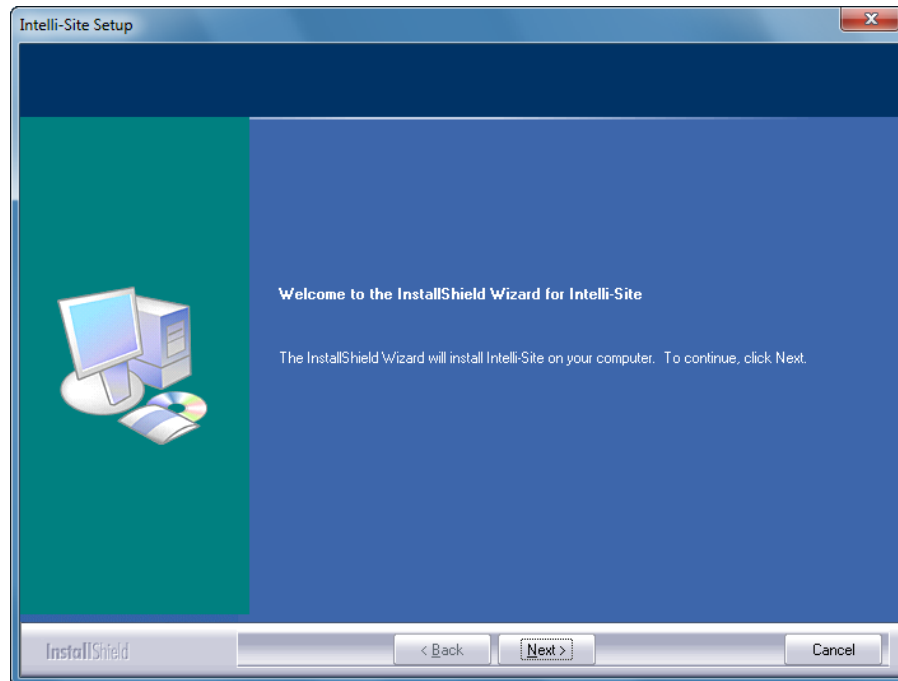 Intelli-Site Setup
Welcome to the InstallShield Wizard for Intelli-Site
The InstallShield Wizard will install Intelli-Site on your computer. To continue, click Next.
InstallShield
< Back
Next >
Cancel